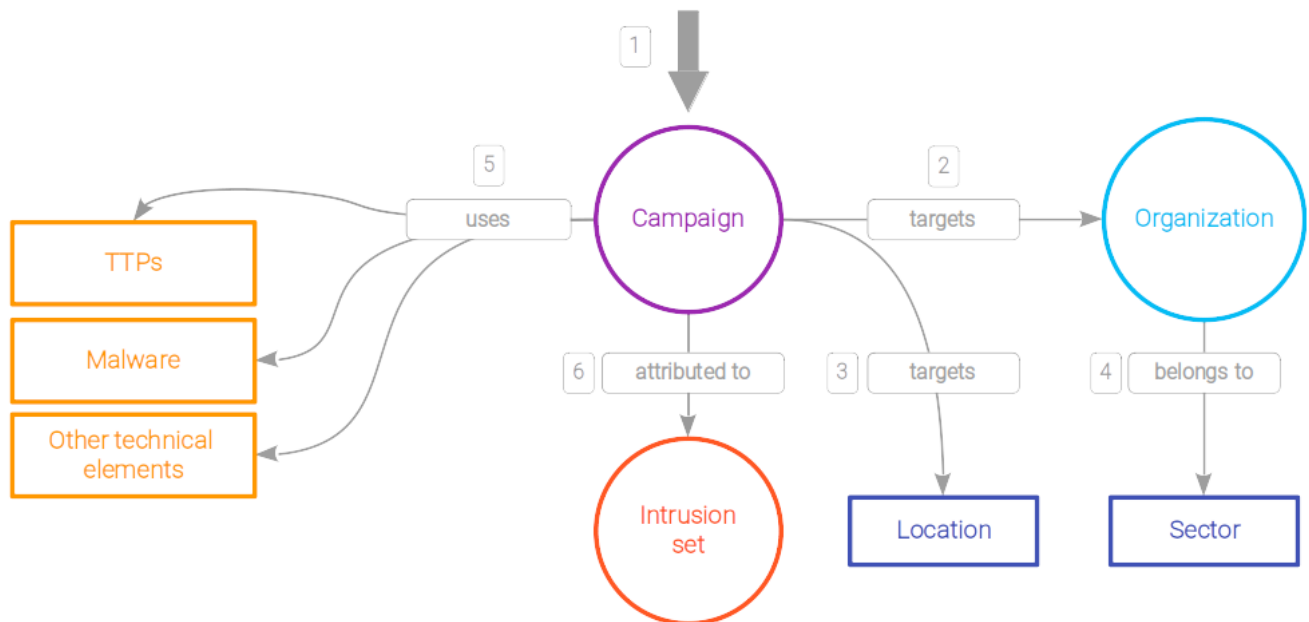 1
5
2
uses
Campaign
targets
Organization
TTPs
Malware
6
attributed to
3
targets
4
belongs to
Other technical
elements
Intrusion
set
Location
Sector